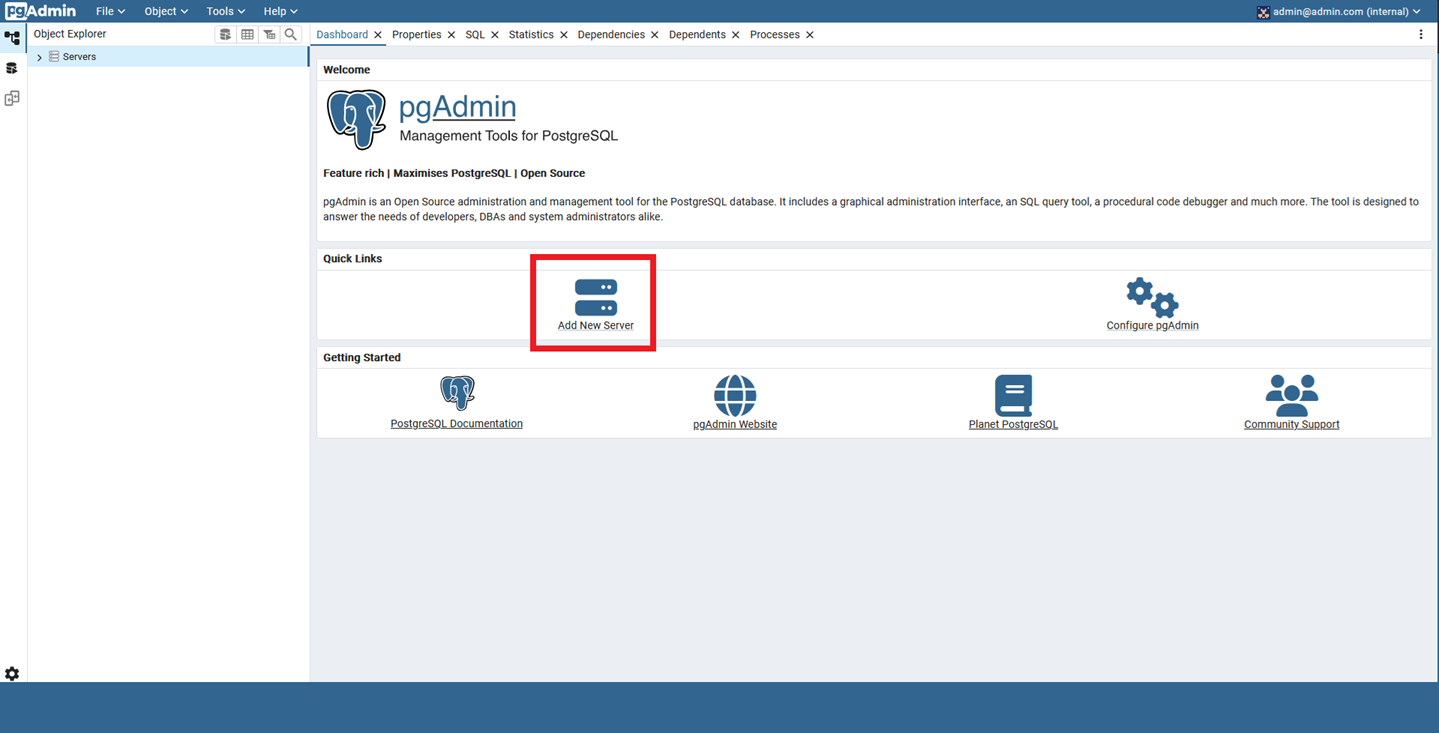 pgAdmin File Object Tools Help admin@admin.com (internal)
Object Explorer
Servers
Dashboard Properties SQL Statistics Dependencies Dependents Processes
Welcome
pgAdmin
Management Tools for PostgreSQL
Feature rich | Maximises PostgreSQL | Open Source
pgAdmin is an Open Source administration and management tool for the PostgreSQL database. It includes a graphical administration interface, an SQL query tool, a procedural code debugger and much more. The tool is designed to
answer the needs of developers, DBAs and system administrators alike.
Quick Links
Add New Server
Configure pgAdmin
Getting Started
PostgreSQL Documentation
pgAdmin Website
Planet PostgreSQL
Community Support